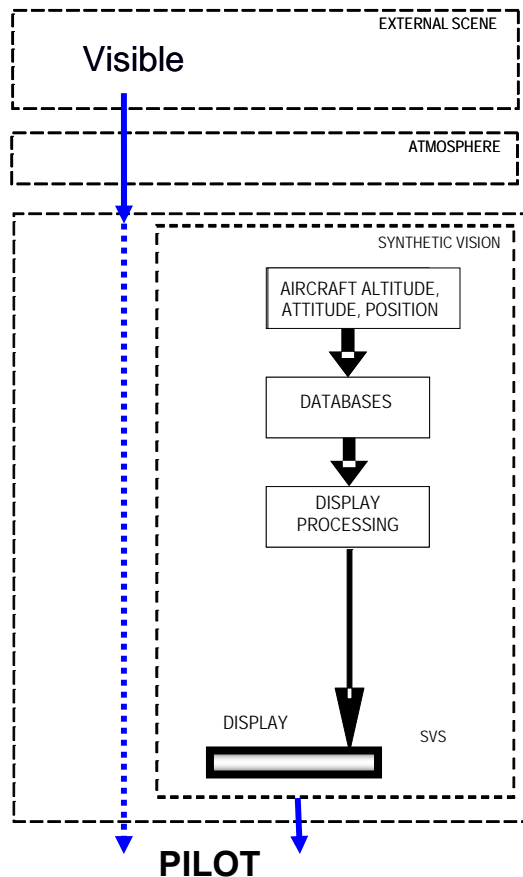 EXTERNAL SCENE
Visible
ATMOSPHERE
SYNTHETIC VISION
AIRCRAFT ALTITUDE,
ATTITUDE, POSITION
DATABASES
DISPLAY
PROCESSING
DISPLAY
SVS
PILOT